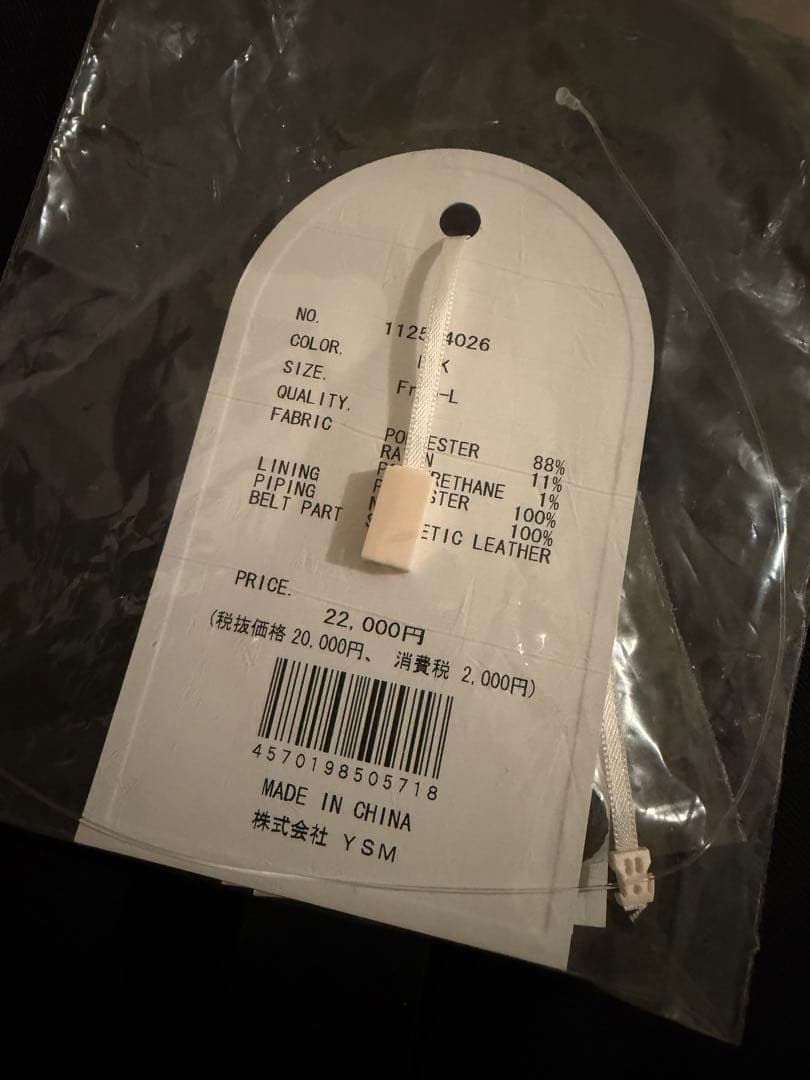 NO.
COLOR.
SIZE.
QUALITY.
FABRIC 88%
11%
LINING 1%
PIPING 100%
BELT PART 100%
LEATHER
PRICE.
22,000円
(税抜価格 20,000円、 消費税 2,000円)
4570198505718
MADE IN CHINA
株式会社 YSM